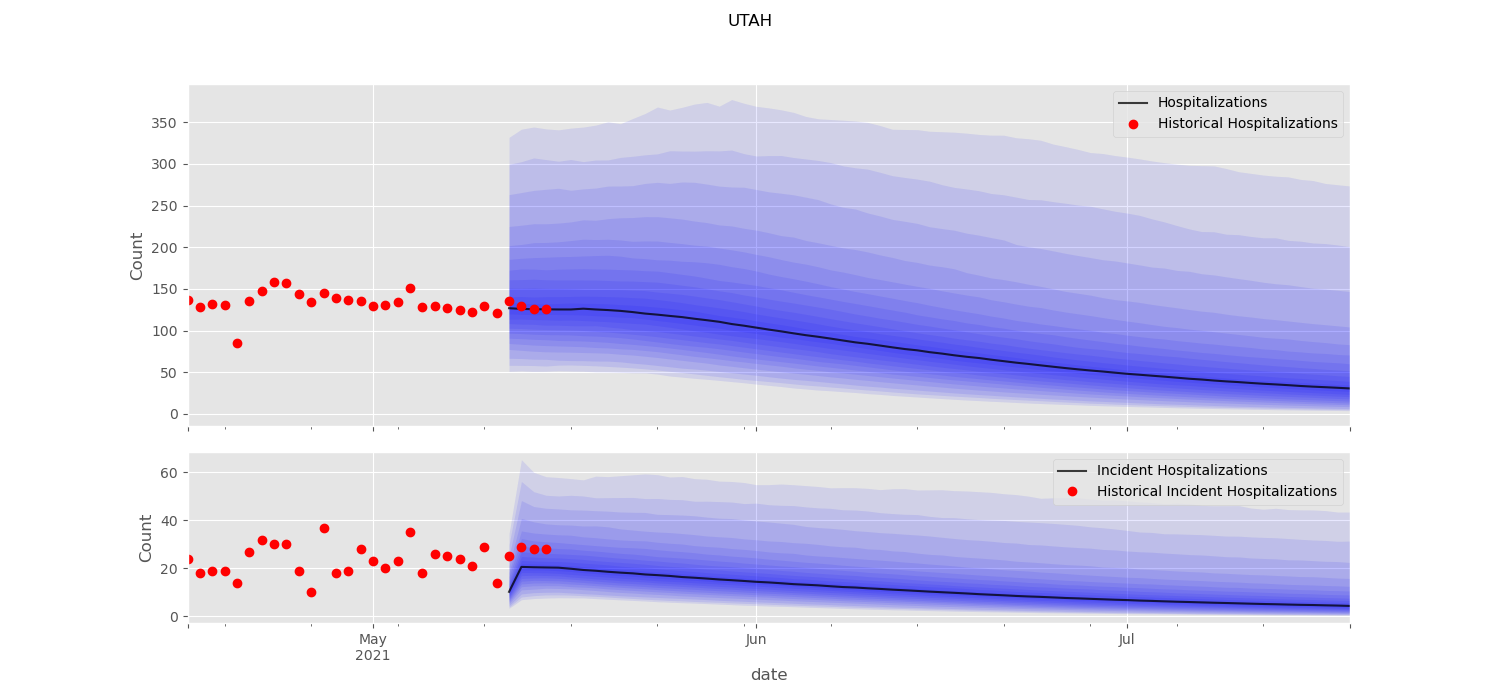 UTAH
Hospitalizations
Historical Hospitalizations
350
300
250
200
150
100
50
0
Count
Incident Hospitalizations
Historical Incident Hospitalizations
60
40
20
0
Count
May
2021
Jun
Jul
date